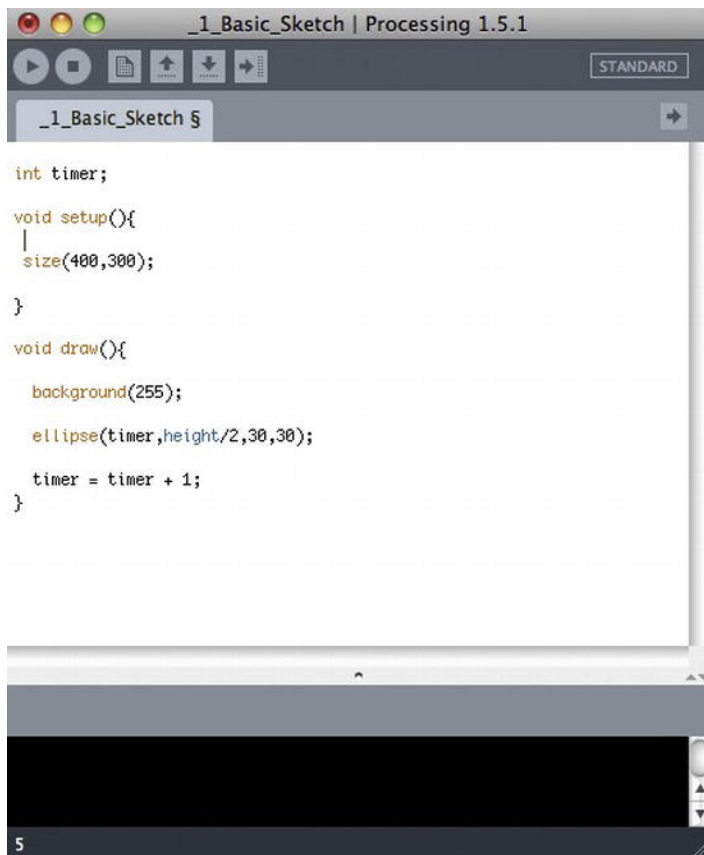 _1_Basic_Sketch | Processing 1.5.1
STANDARD
_1_Basic_Sketch §
int timer;
void setup(){
size(400,300);
}
void draw(){
background(255);
ellipse(timer,height/2,30,30);
timer = timer + 1;
}
5